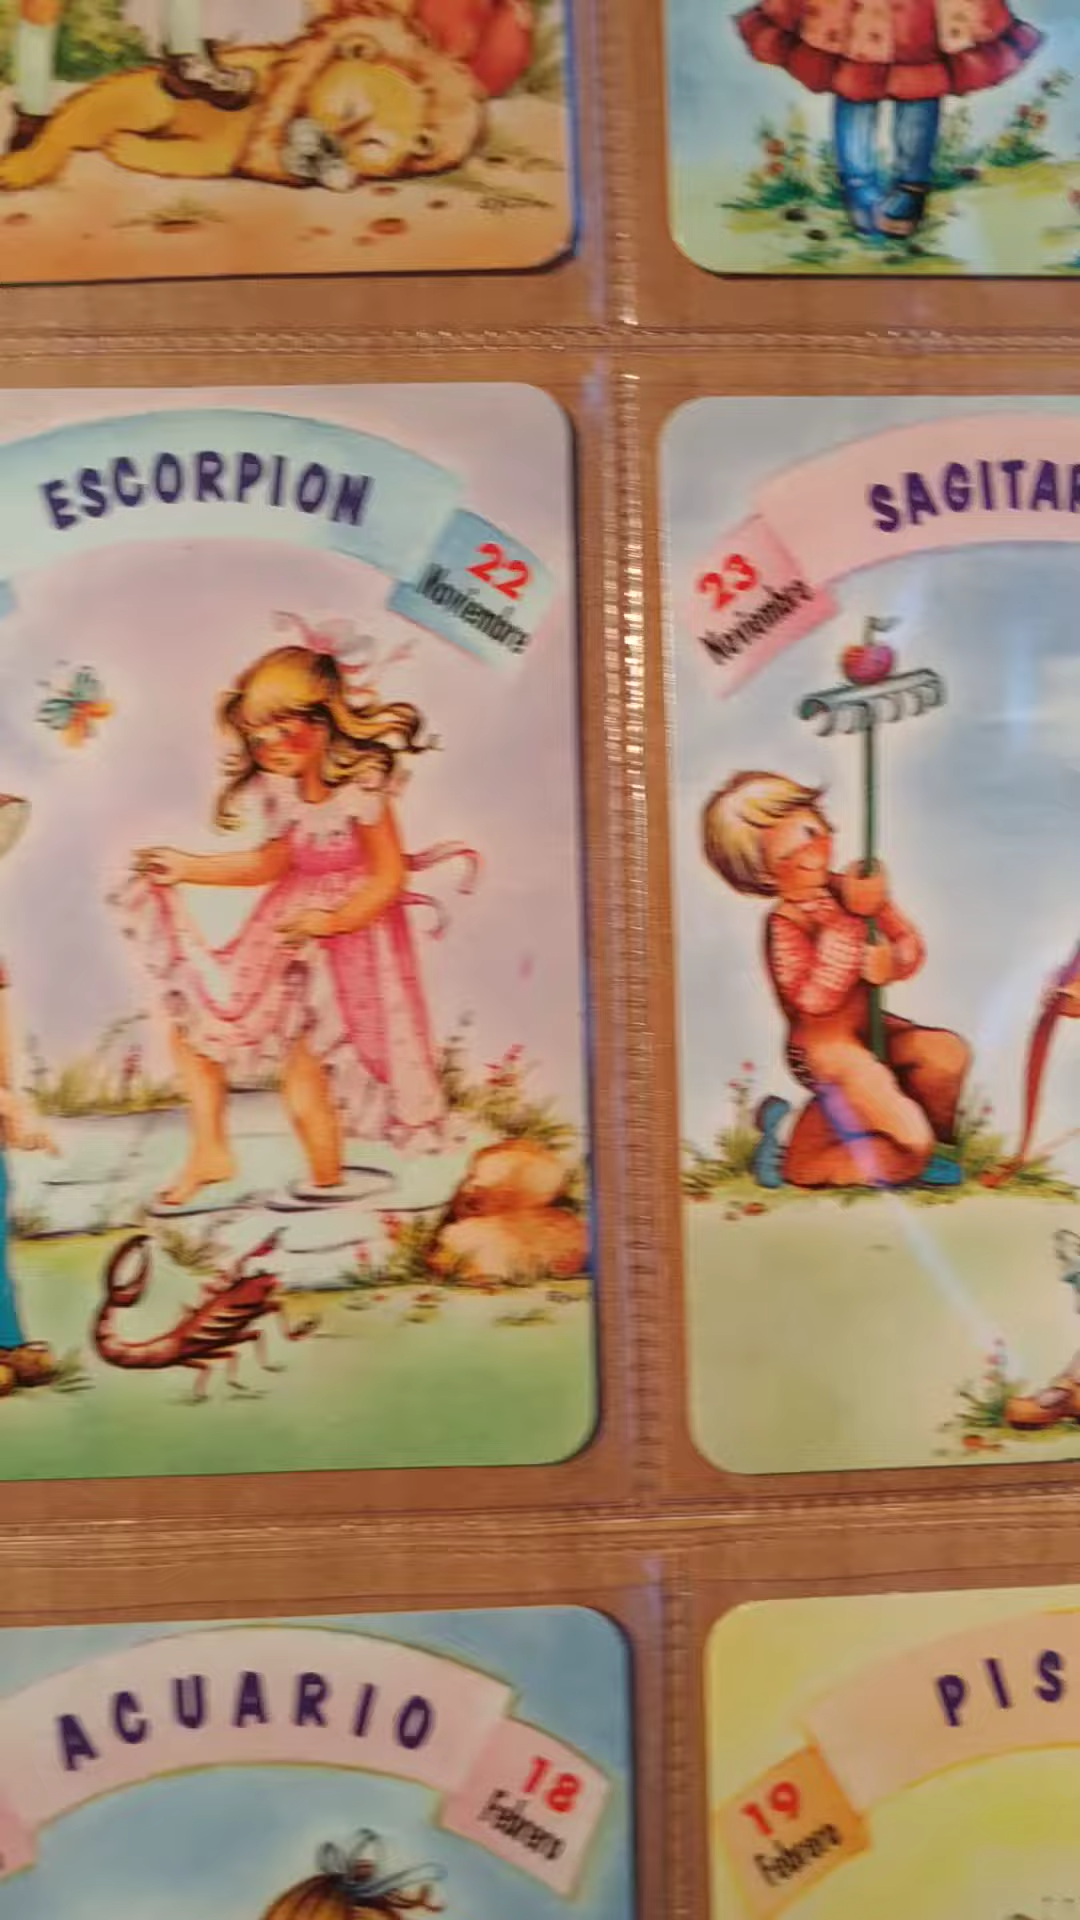 ESCORPION
22
Noviembre
SAGITAR
23
Noviembre
ACUARIO
18
Febrero
PIS
19
Febrero